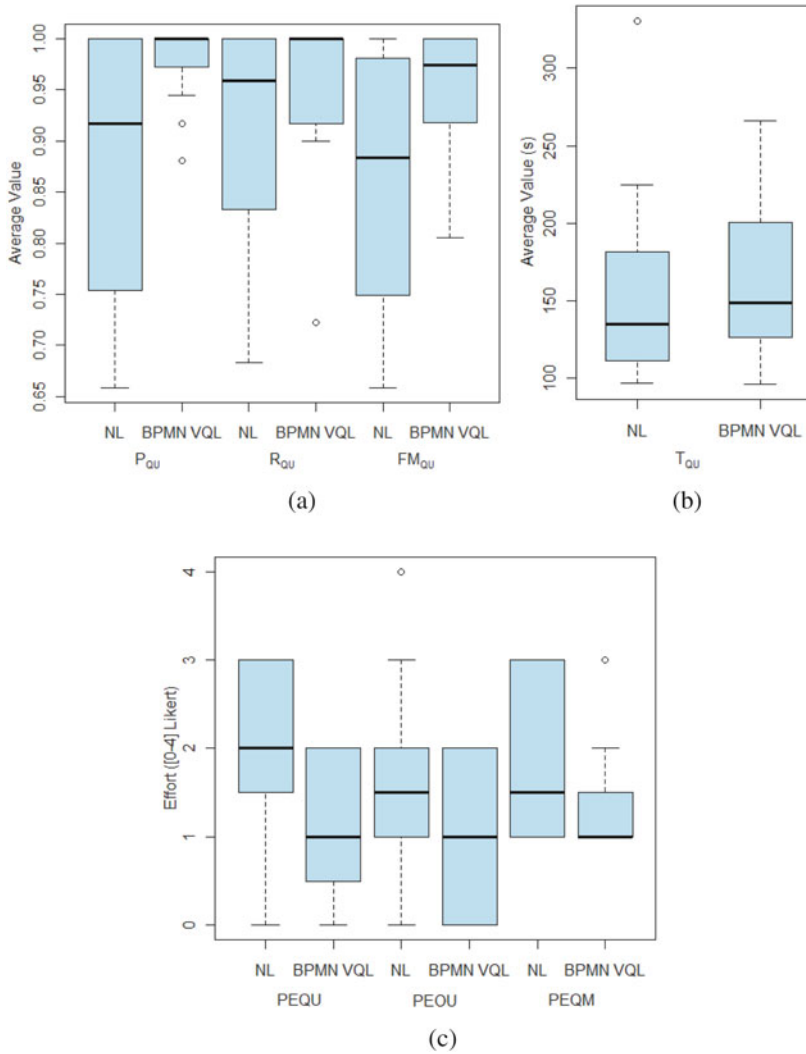 Average Value
1.00
0.95
0.90
0.85
0.80
0.75
0.70
0.65
NL BPMN VQL NL BPMN VQL NL BPMN VQL
PQU RQU FMQU
(a)
Average Value (s)
300
250
200
150
100
NL BPMN VQL
TQU
(b)
Effort ([0-4] Likert)
4
3
2
1
0
NL BPMN VQL NL BPMN VQL NL BPMN VQL
PEQU PEOU PEQM
(c)